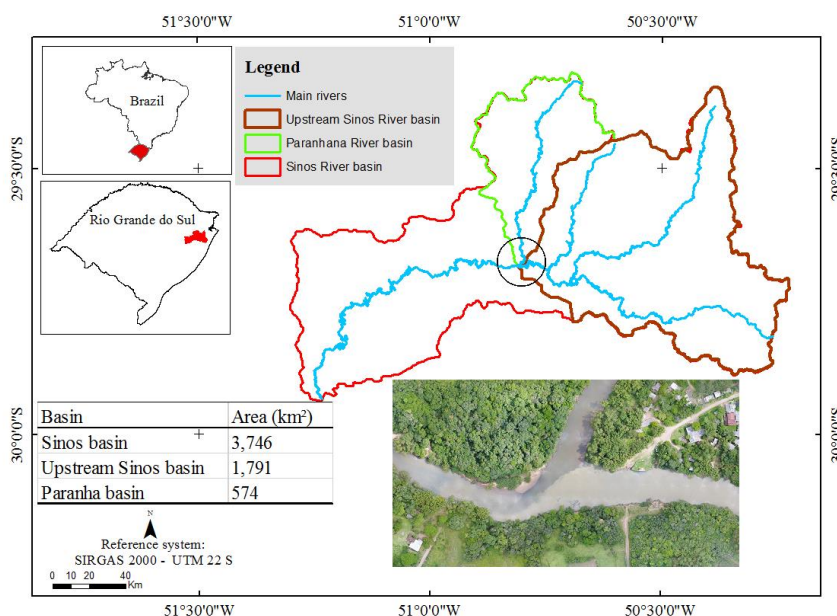 51°30'0"W 51°0'0"W 50°30'0"W
Brazil
Rio Grande do Sul
Legend
Main rivers
Upstream Sinos River basin
Paranhana River basin
Sinos River basin
29°30'0"S
29°30'0"S
30°0'0"S
30°0'0"S
Basin Area (km²)
Sinos basin 3,746
Upstream Sinos basin 1,791
Paranha basin 574
N
Reference system:
SIRGAS 2000 - UTM 22 S
0 10 20 40
Km
51°30'0"W 51°0'0"W 50°30'0"W